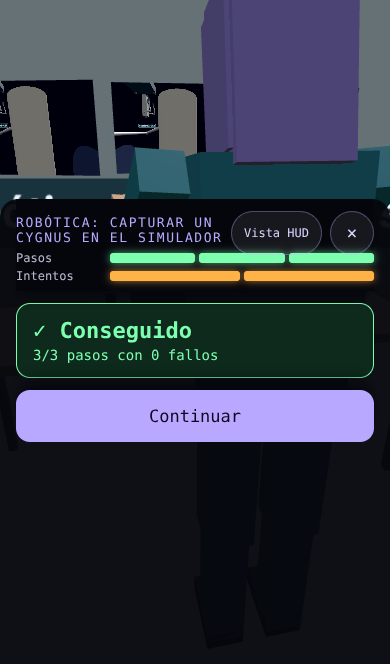 ROBÓTICA: CAPTURAR UN
CYGNUS EN EL SIMULADOR
Vista HUD
×
Pasos
Intentos
✓ Conseguido
3/3 pasos con 0 fallos
Continuar